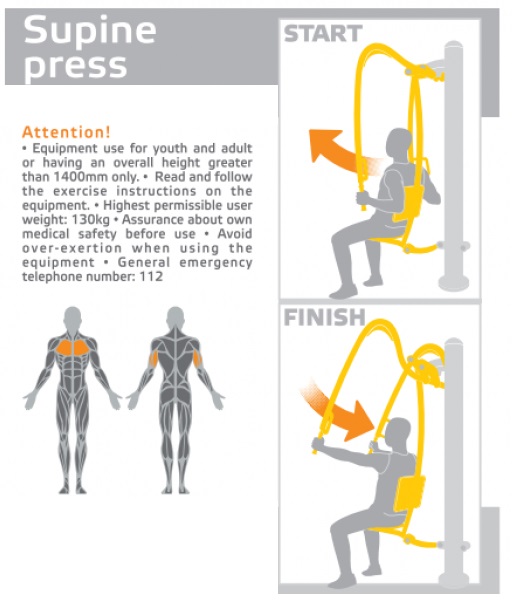 Supine
press
START
Attention!
• Equipment use for youth and adult
or having an overall height greater
than 1400mm only. • Read and follow
the exercise instructions on the
equipment. • Highest permissible user
weight: 130kg • Assurance about own
medical safety before use • Avoid
over-exertion when using the
equipment • General emergency
telephone number: 112
FINISH